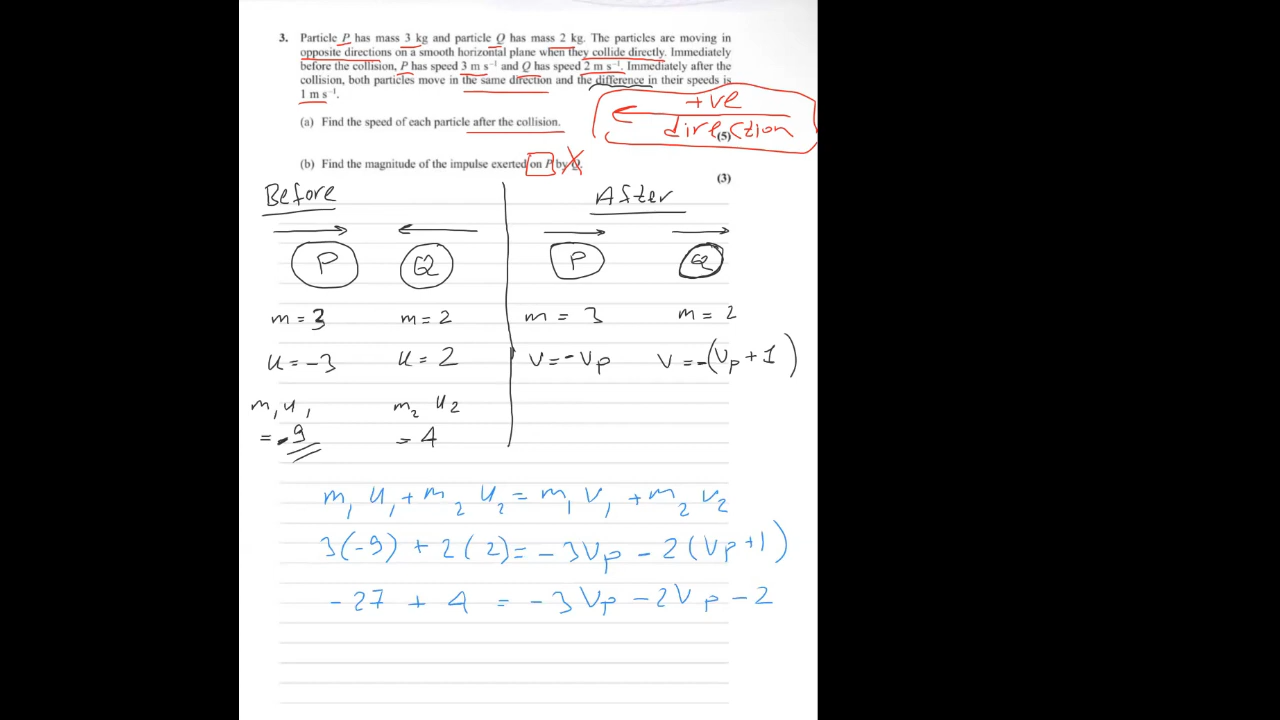 3. Particle P has mass 3 kg and particle Q has mass 2 kg. The particles are moving in
opposite directions on a smooth horizontal plane when they collide directly. Immediately
before the collision, P has speed 3 m s⁻¹ and Q has speed 2 m s⁻¹. Immediately after the
collision, both particles move in the same direction and the difference in their speeds is
1 m s⁻¹.
+ve
(a) Find the speed of each particle after the collision.
direction
(5)
(b) Find the magnitude of the impulse exerted on P by Q.
(3)
Before After
P Q P Q
m = 3 m = 2 m = 3 m = 2
u = -3 u = 2 v = -Vp v = -(Vp + 1)
m₁ u₁ m₂ u₂
= -9 = 4
m₁ u₁ + m₂ u₂ = m₁ v₁ + m₂ v₂
3(-9) + 2(2) = -3Vp - 2(Vp+1)
-27 + 4 = -3Vp - 2Vp - 2